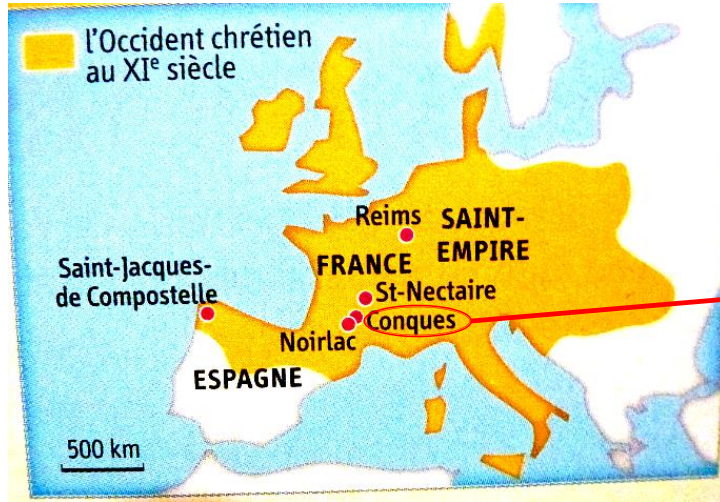 l'Occident chrétien
au XIe siècle
Reims
SAINT-
EMPIRE
FRANCE
Saint-Jacques-
de Compostelle
St-Nectaire
Conques
Noirlac
ESPAGNE
500 km